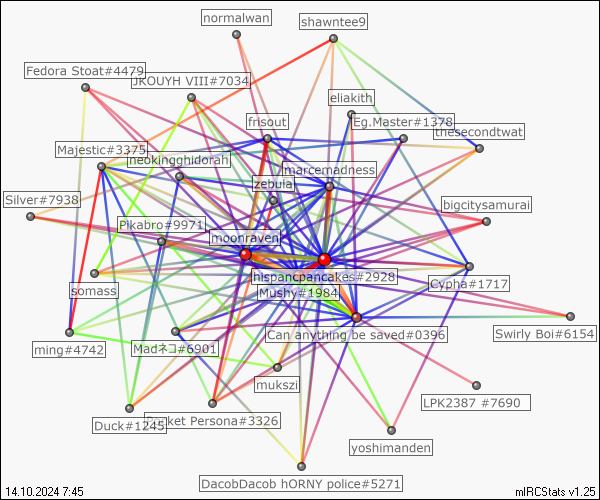 normalwan
shawntee9
Fedora Stoat#4479
JKOUYH VIII#7034
eliakith
frisout
Eg.Master#1378
thesecondtwat
Majestic#3375
neokingghidorah
marcemadness
zebula
Silver#7938
bigcitysamurai
Pikabro#9971
moonraven
hispancpancakes#2928
somass
Mushy#1984
Cypha#1717
Can anything be saved#0396
Swirly Boi#6154
ming#4742
Madネコ#6901
mukszi
LPK2387 #7690
Duck#1245
Pocket Persona#3326
yoshimanden
DacobDacob hORNY police#5271
14.10.2024 7:45
mIRCStats v1.25